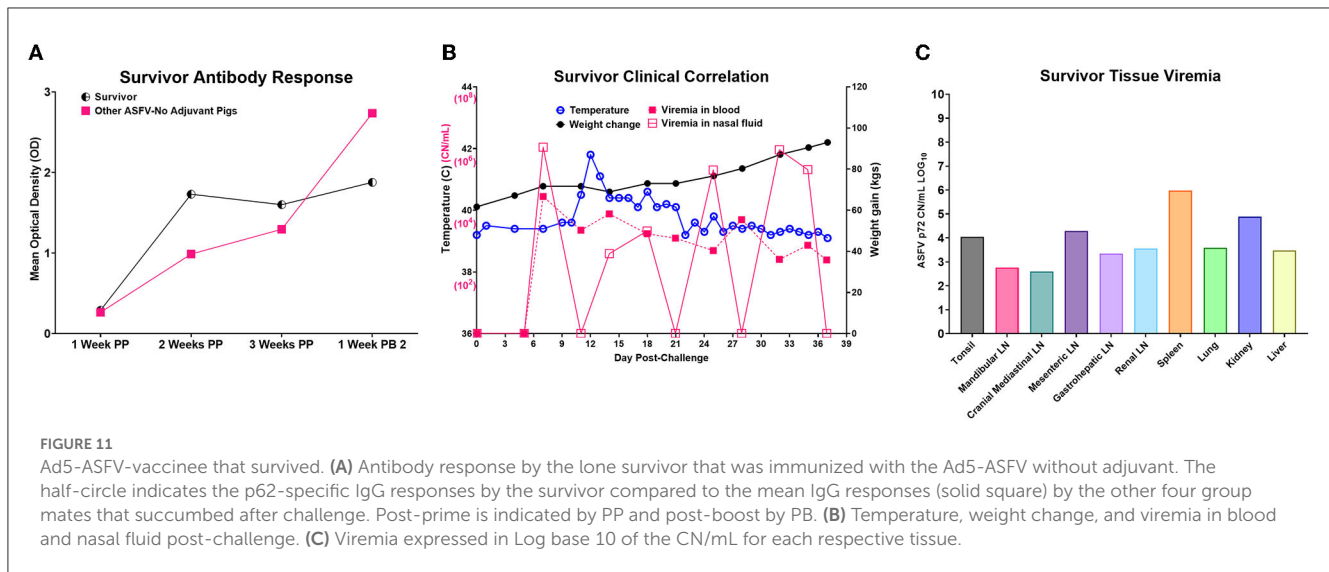 A
Survivor Antibody Response
Survivor
Other ASFV-No Adjuvant Pigs
Mean Optical Density (OD)
3
2
1
0
1 Week PP
2 Weeks PP
3 Weeks PP
1 Week PB 2
B
Survivor Clinical Correlation
Temperature
Weight change
Viremia in blood
Viremia in nasal fluid
Temperature (C)
(CN/mL)
44
(10⁸)
42
(10⁶)
40
(10⁴)
38
(10²)
36
0 3 6 9 12 15 18 21 24 27 30 33 36 39
Day Post-Challenge
120
100
80
60
40
20
0
Weight gain (kgs)
C
Survivor Tissue Viremia
ASFV p72 CN/mL LOG₁₀
10
9
8
7
6
5
4
3
2
1
0
Tonsil
Mandibular LN
Cranial Mediastinal LN
Mesenteric LN
Gastrohepatic LN
Renal LN
Spleen
Lung
Kidney
Liver
FIGURE 11
Ad5-ASFV-vaccinee that survived. (A) Antibody response by the lone survivor that was immunized with the Ad5-ASFV without adjuvant. The
half-circle indicates the p62-specific IgG responses by the survivor compared to the mean IgG responses (solid square) by the other four group
mates that succumbed after challenge. Post-prime is indicated by PP and post-boost by PB. (B) Temperature, weight change, and viremia in blood
and nasal fluid post-challenge. (C) Viremia expressed in Log base 10 of the CN/mL for each respective tissue.